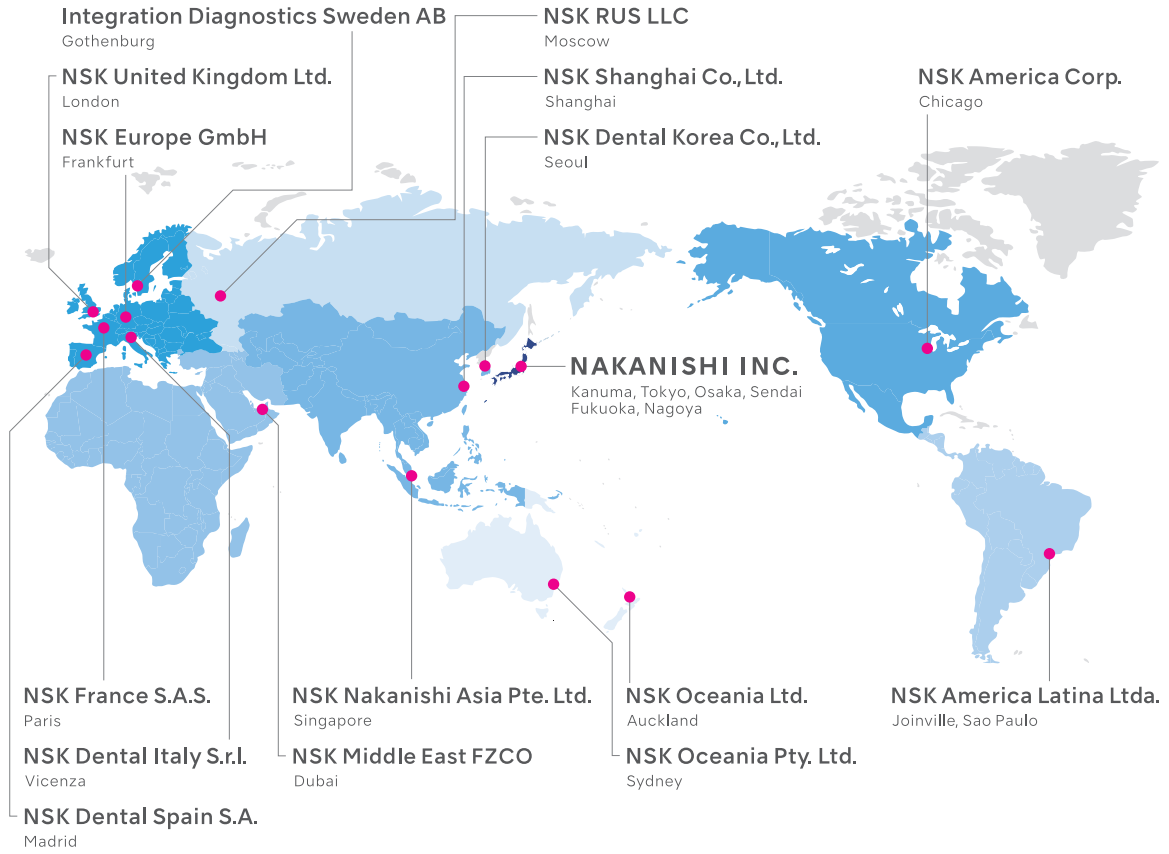 Integration Diagnostics Sweden AB
Gothenburg
NSK United Kingdom Ltd.
London
NSK Europe GmbH
Frankfurt
NSK RUS LLC
Moscow
NSK Shanghai Co., Ltd.
Shanghai
NSK Dental Korea Co., Ltd.
Seoul
NSK America Corp.
Chicago
NAKANISHI INC.
Kanuma, Tokyo, Osaka, Sendai
Fukuoka, Nagoya
NSK France S.A.S.
Paris
NSK Dental Italy S.r.l.
Vicenza
NSK Dental Spain S.A.
Madrid
NSK Nakanishi Asia Pte. Ltd.
Singapore
NSK Middle East FZCO
Dubai
NSK Oceania Ltd.
Auckland
NSK Oceania Pty. Ltd.
Sydney
NSK America Latina Ltda.
Joinville, Sao Paulo